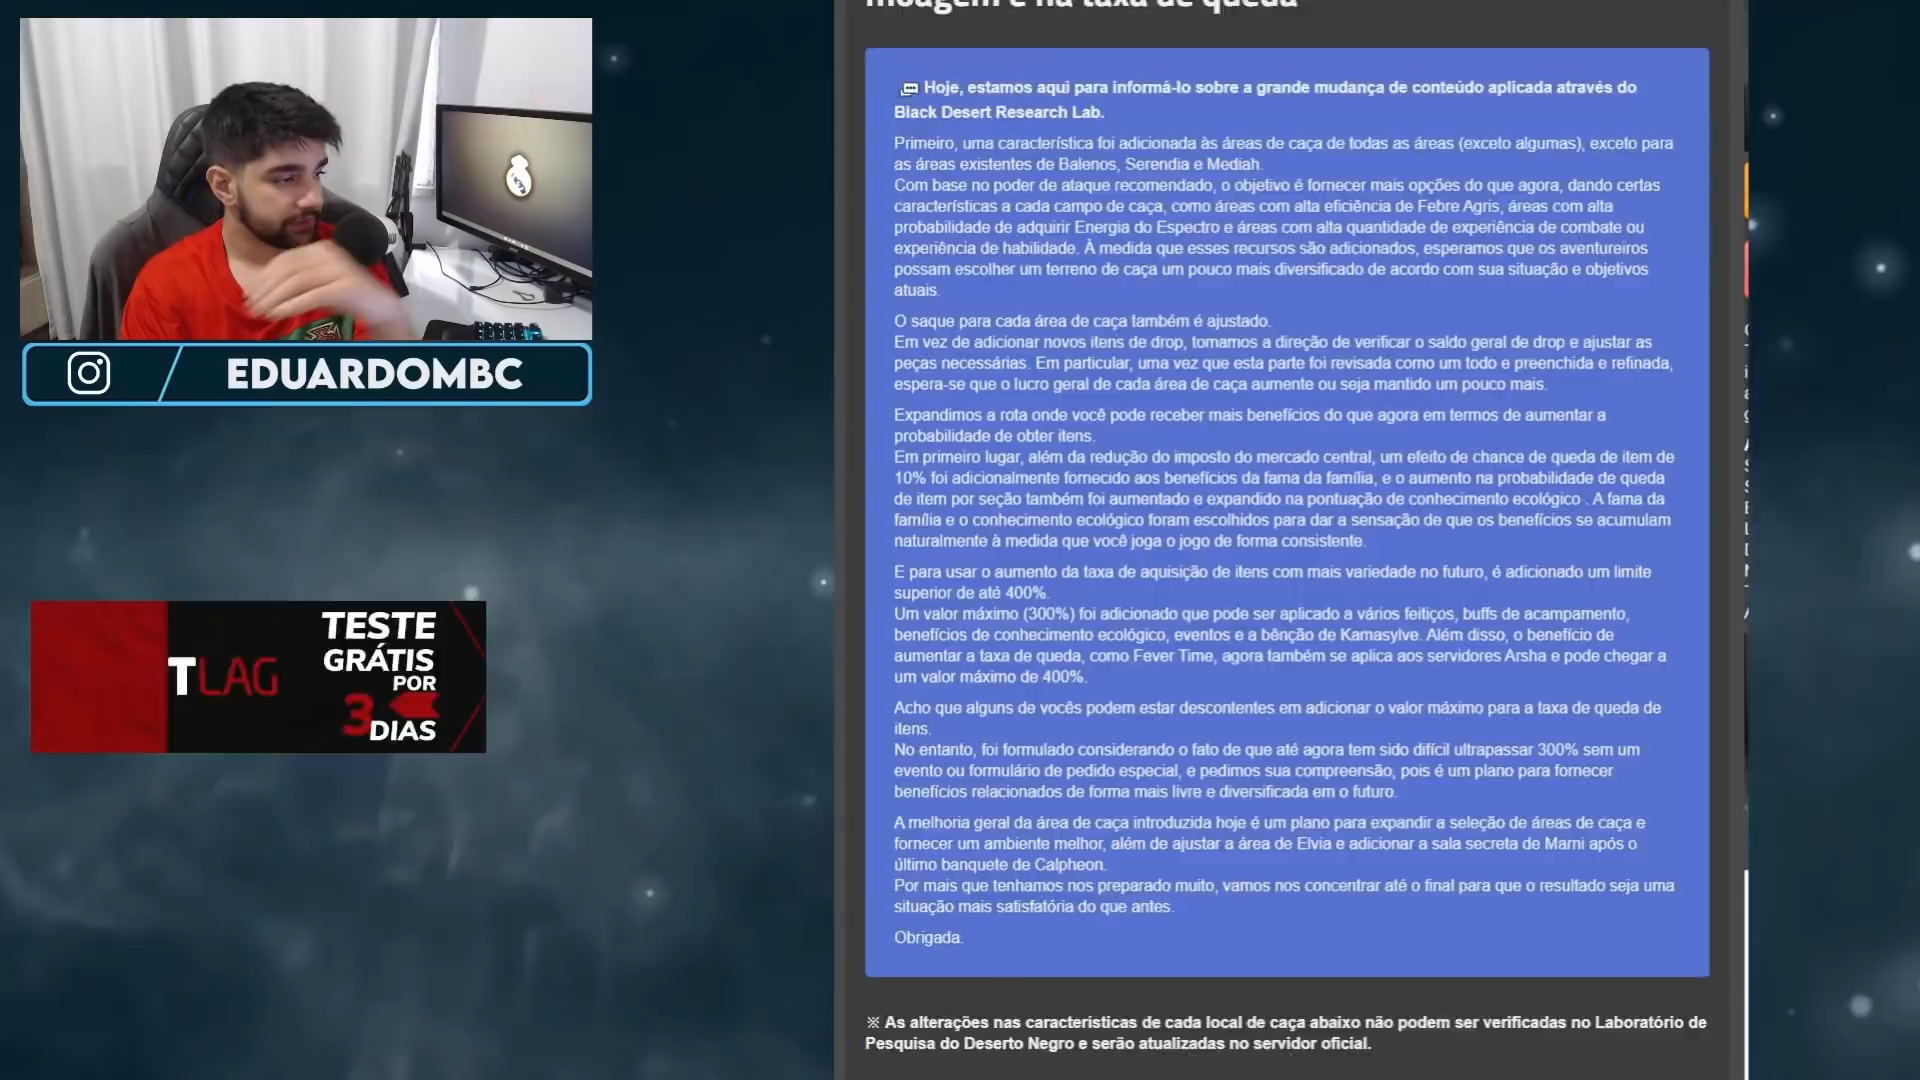 moagem e na taxa de queda
Hoje, estamos aqui para informá-lo sobre a grande mudança de conteúdo aplicada através do
Black Desert Research Lab.
Primeiro, uma característica foi adicionada às áreas de caça de todas as áreas (exceto algumas), exceto para
as áreas existentes de Balenos, Serendia e Mediah.
Com base no poder de ataque recomendado, o objetivo é fornecer mais opções do que agora, dando certas
características a cada campo de caça, como áreas com alta eficiência de Febre Agris, áreas com alta
probabilidade de adquirir Energia do Espectro e áreas com alta quantidade de experiência de combate ou
experiência de habilidade. À medida que esses recursos são adicionados, esperamos que os aventureiros
possam escolher um terreno de caça um pouco mais diversificado de acordo com sua situação e objetivos
atuais.
O saque para cada área de caça também é ajustado.
Em vez de adicionar novos itens de drop, tomamos a direção de verificar o saldo geral de drop e ajustar as
peças necessárias. Em particular, uma vez que esta parte foi revisada como um todo e preenchida e refinada,
espera-se que o lucro geral de cada área de caça aumente ou seja mantido um pouco mais.
Expandimos a rota onde você pode receber mais benefícios do que agora em termos de aumentar a
probabilidade de obter itens.
Em primeiro lugar, além da redução do imposto do mercado central, um efeito de chance de queda de item de
10% foi adicionalmente fornecido aos benefícios da fama da família, e o aumento na probabilidade de queda
de item por seção também foi aumentado e expandido na pontuação de conhecimento ecológico . A fama da
família e o conhecimento ecológico foram escolhidos para dar a sensação de que os benefícios se acumulam
naturalmente à medida que você joga o jogo de forma consistente.
E para usar o aumento da taxa de aquisição de itens com mais variedade no futuro, é adicionado um limite
superior de até 400%.
Um valor máximo (300%) foi adicionado que pode ser aplicado a vários feitiços, buffs de acampamento,
benefícios de conhecimento ecológico, eventos e a bênção de Kamasylve. Além disso, o benefício de
aumentar a taxa de queda, como Fever Time, agora também se aplica aos servidores Arsha e pode chegar a
um valor máximo de 400%.
Acho que alguns de vocês podem estar descontentes em adicionar o valor máximo para a taxa de queda de
itens.
No entanto, foi formulado considerando o fato de que até agora tem sido difícil ultrapassar 300% sem um
evento ou formulário de pedido especial, e pedimos sua compreensão, pois é um plano para fornecer
benefícios relacionados de forma mais livre e diversificada em o futuro.
A melhoria geral da área de caça introduzida hoje é um plano para expandir a seleção de áreas de caça e
fornecer um ambiente melhor, além de ajustar a área de Elvia e adicionar a sala secreta de Marni após o
último banquete de Calpheon.
Por mais que tenhamos nos preparado muito, vamos nos concentrar até o final para que o resultado seja uma
situação mais satisfatória do que antes.
Obrigada.
※ As alterações nas características de cada local de caça abaixo não podem ser verificadas no Laboratório de
Pesquisa do Deserto Negro e serão atualizadas no servidor oficial.
EDUARDOMBC
TLAG
TESTE
GRÁTIS
POR
3
DIAS